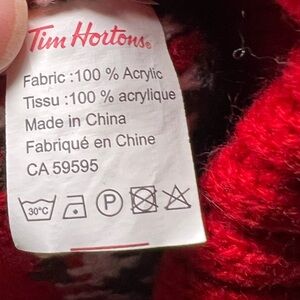 Tim Hortons®
Fabric :100 % Acrylic
Tissu :100 % acrylique
Made in China
Fabriqué en Chine
CA 59595
30°C P